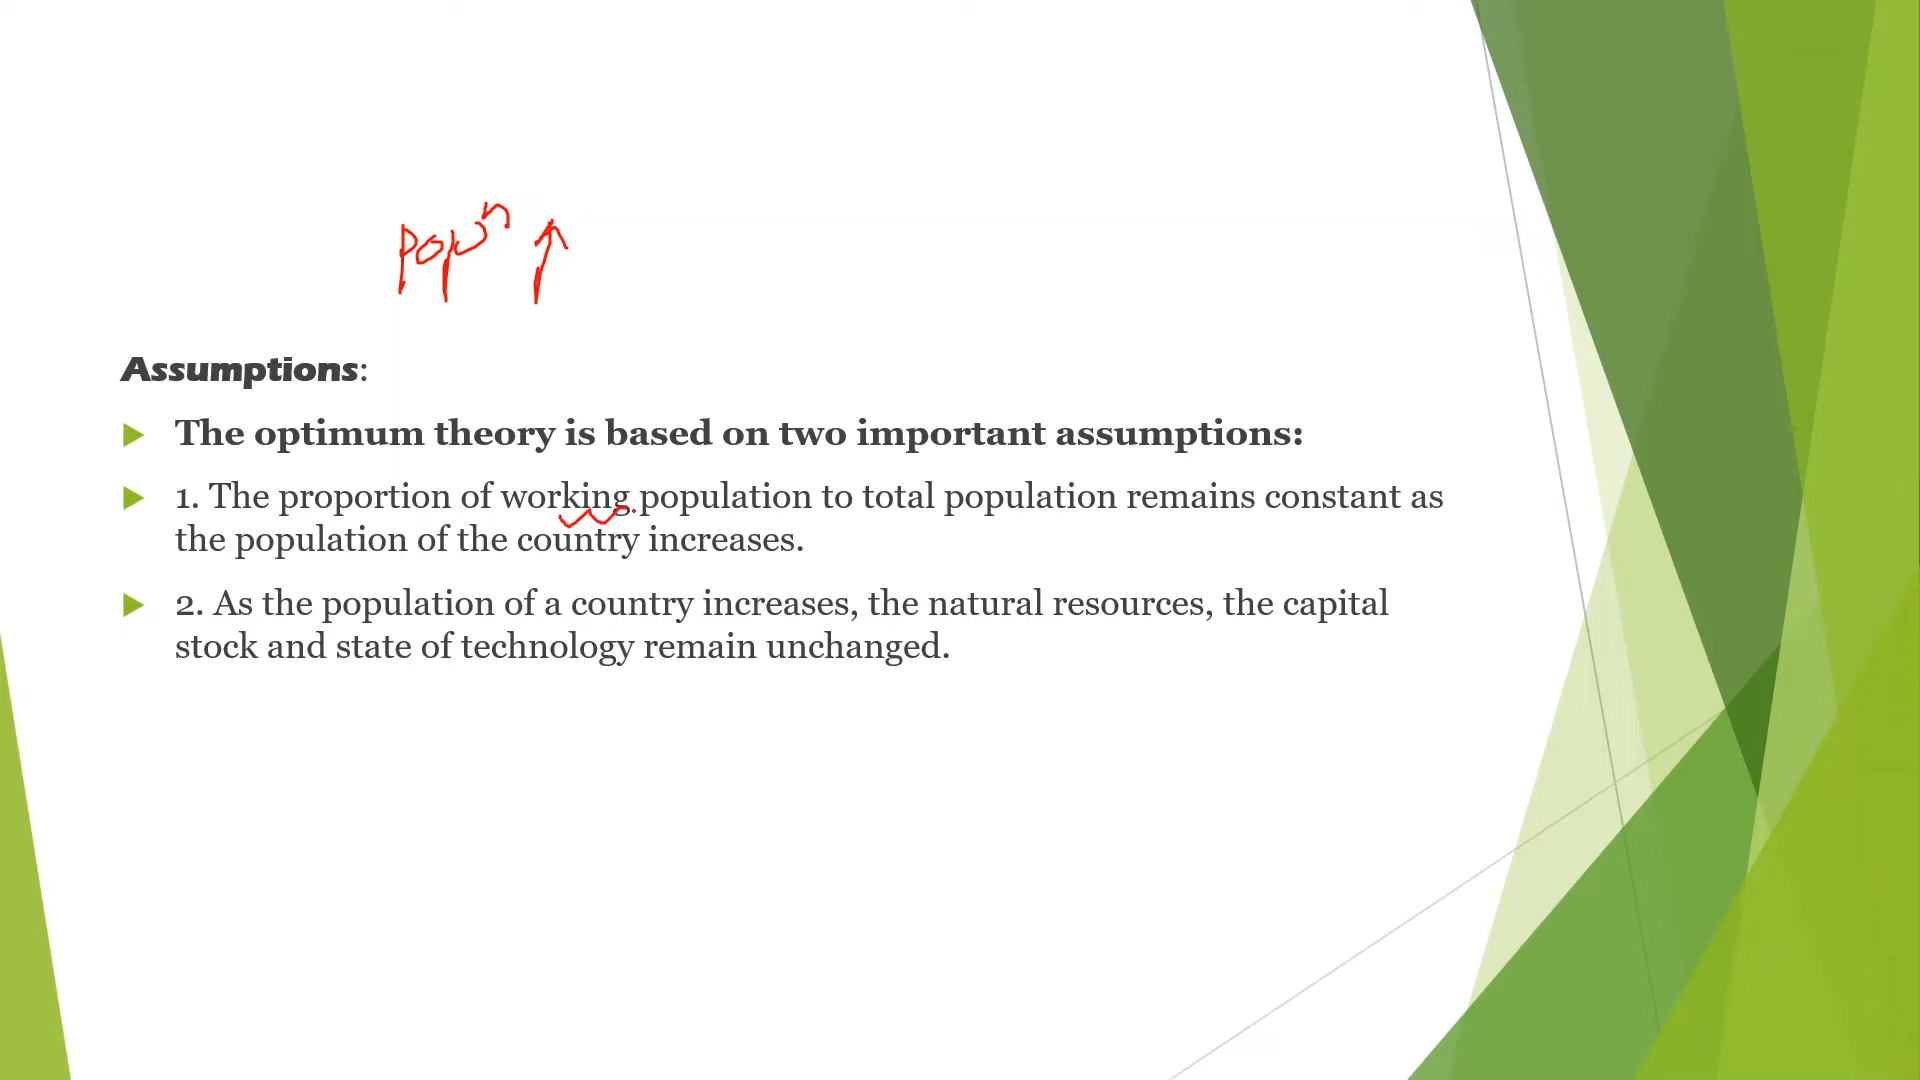 popⁿ ↑
Assumptions:
The optimum theory is based on two important assumptions:
1. The proportion of working population to total population remains constant as
the population of the country increases.
2. As the population of a country increases, the natural resources, the capital
stock and state of technology remain unchanged.